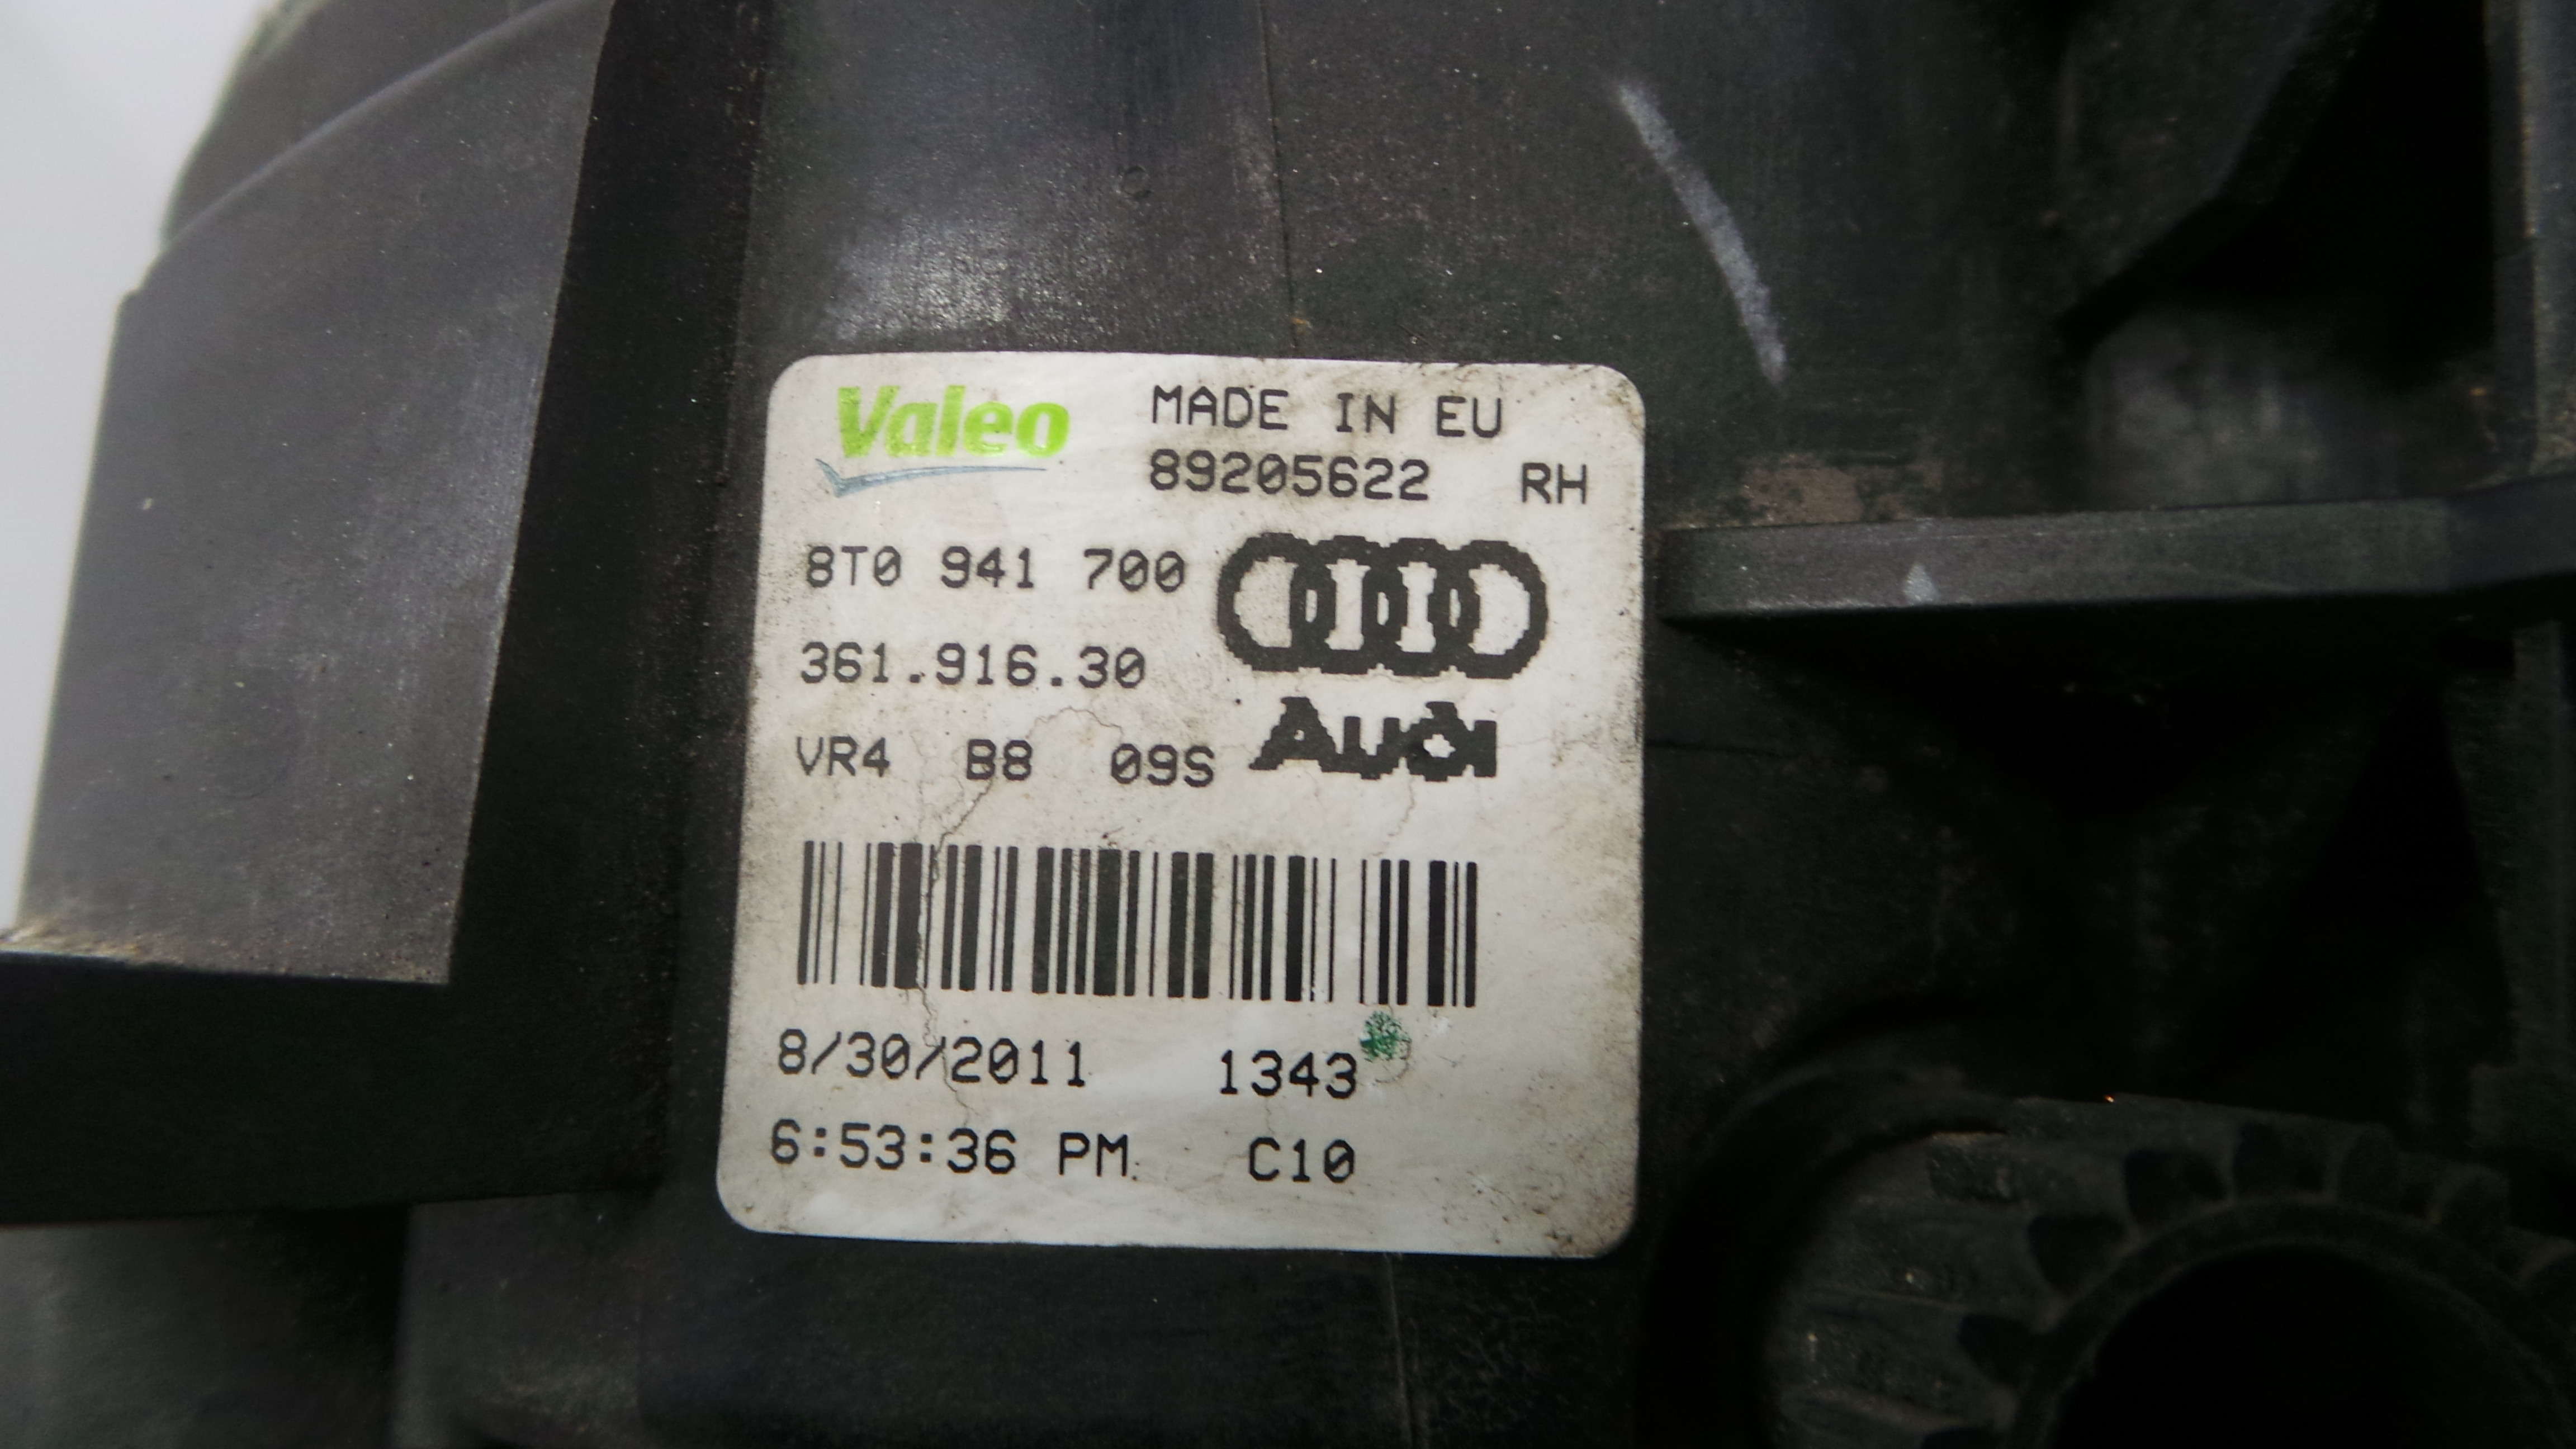 Valeo MADE IN EU
89205622 RH
8T0 941 700
361.916.30
VR4 B8 09S Audi
8/30/2011 1343
6:53:36 PM C10